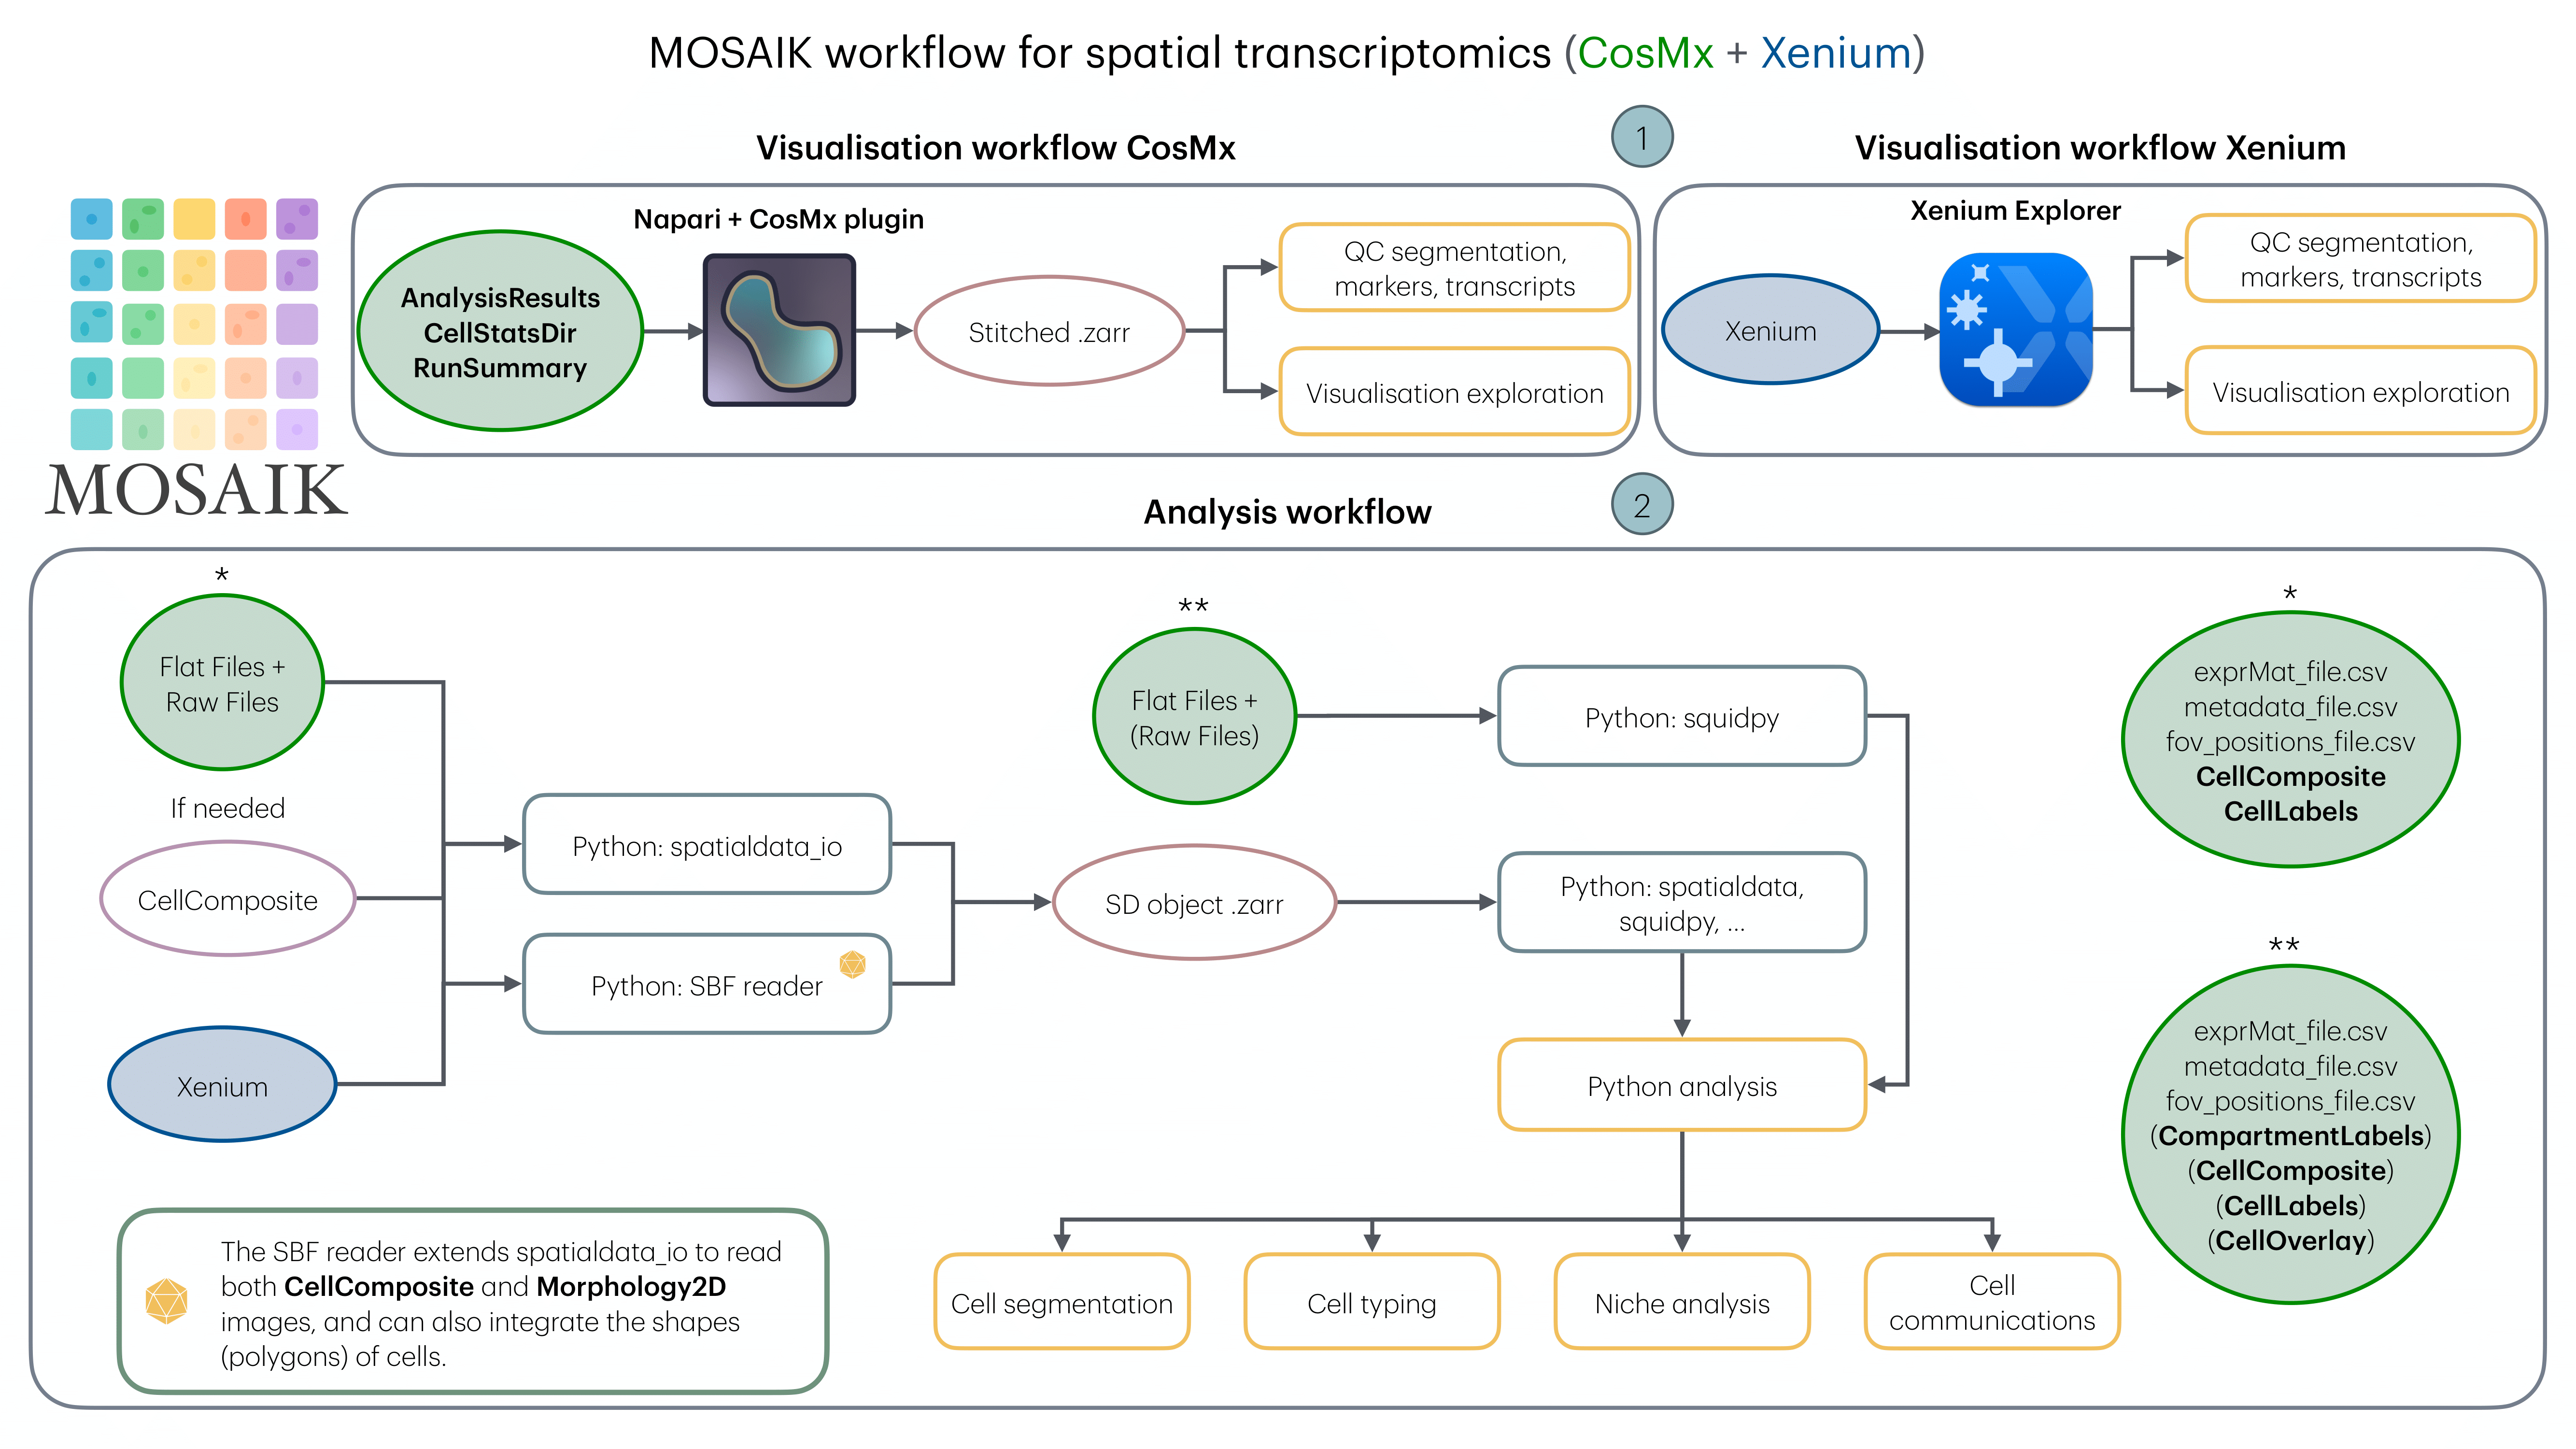 MOSAIK workflow for spatial transcriptomics (CosMx + Xenium)
1
Visualisation workflow CosMx
Napari + CosMx plugin
AnalysisResults
CellStatsDir
RunSummary
Stitched .zarr
QC segmentation,
markers, transcripts
Visualisation exploration
Visualisation workflow Xenium
Xenium Explorer
Xenium
QC segmentation,
markers, transcripts
Visualisation exploration
MOSAIK
Analysis workflow
2
*
Flat Files +
Raw Files
If needed
CellComposite
Xenium
Python: spatialdata_io
Python: SBF reader
**
Flat Files +
(Raw Files)
SD object .zarr
Python: squidpy
Python: spatialdata,
squidpy, ...
Python analysis
Cell segmentation
Cell typing
Niche analysis
Cell
communications
*
exprMat_file.csv
metadata_file.csv
fov_positions_file.csv
CellComposite
CellLabels
**
exprMat_file.csv
metadata_file.csv
fov_positions_file.csv
(CompartmentLabels)
(CellComposite)
(CellLabels)
(CellOverlay)
The SBF reader extends spatialdata_io to read
both CellComposite and Morphology2D
images, and can also integrate the shapes
(polygons) of cells.